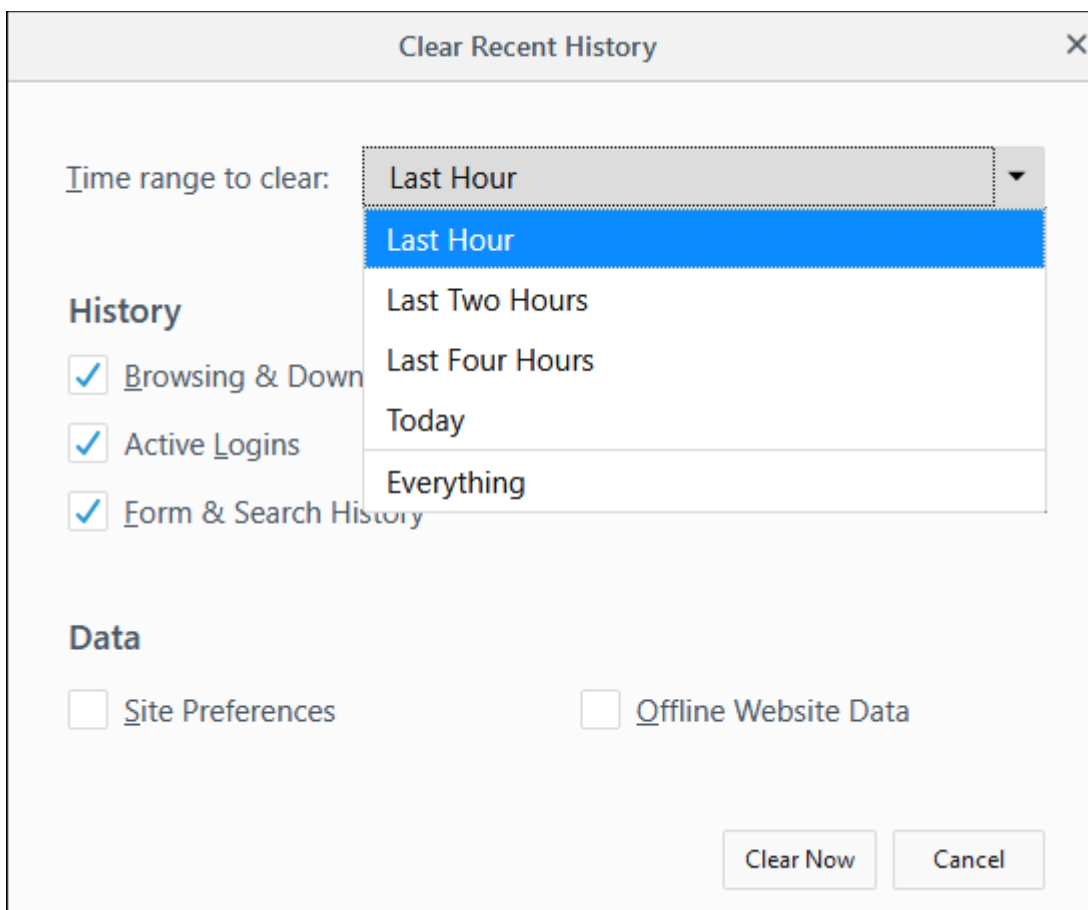 Clear Recent History
Time range to clear: Last Hour
Last Hour
Last Two Hours
Last Four Hours
Today
Everything
History
Browsing & Down
Active Logins
Form & Search History
Data
Site Preferences Offline Website Data
Clear Now Cancel